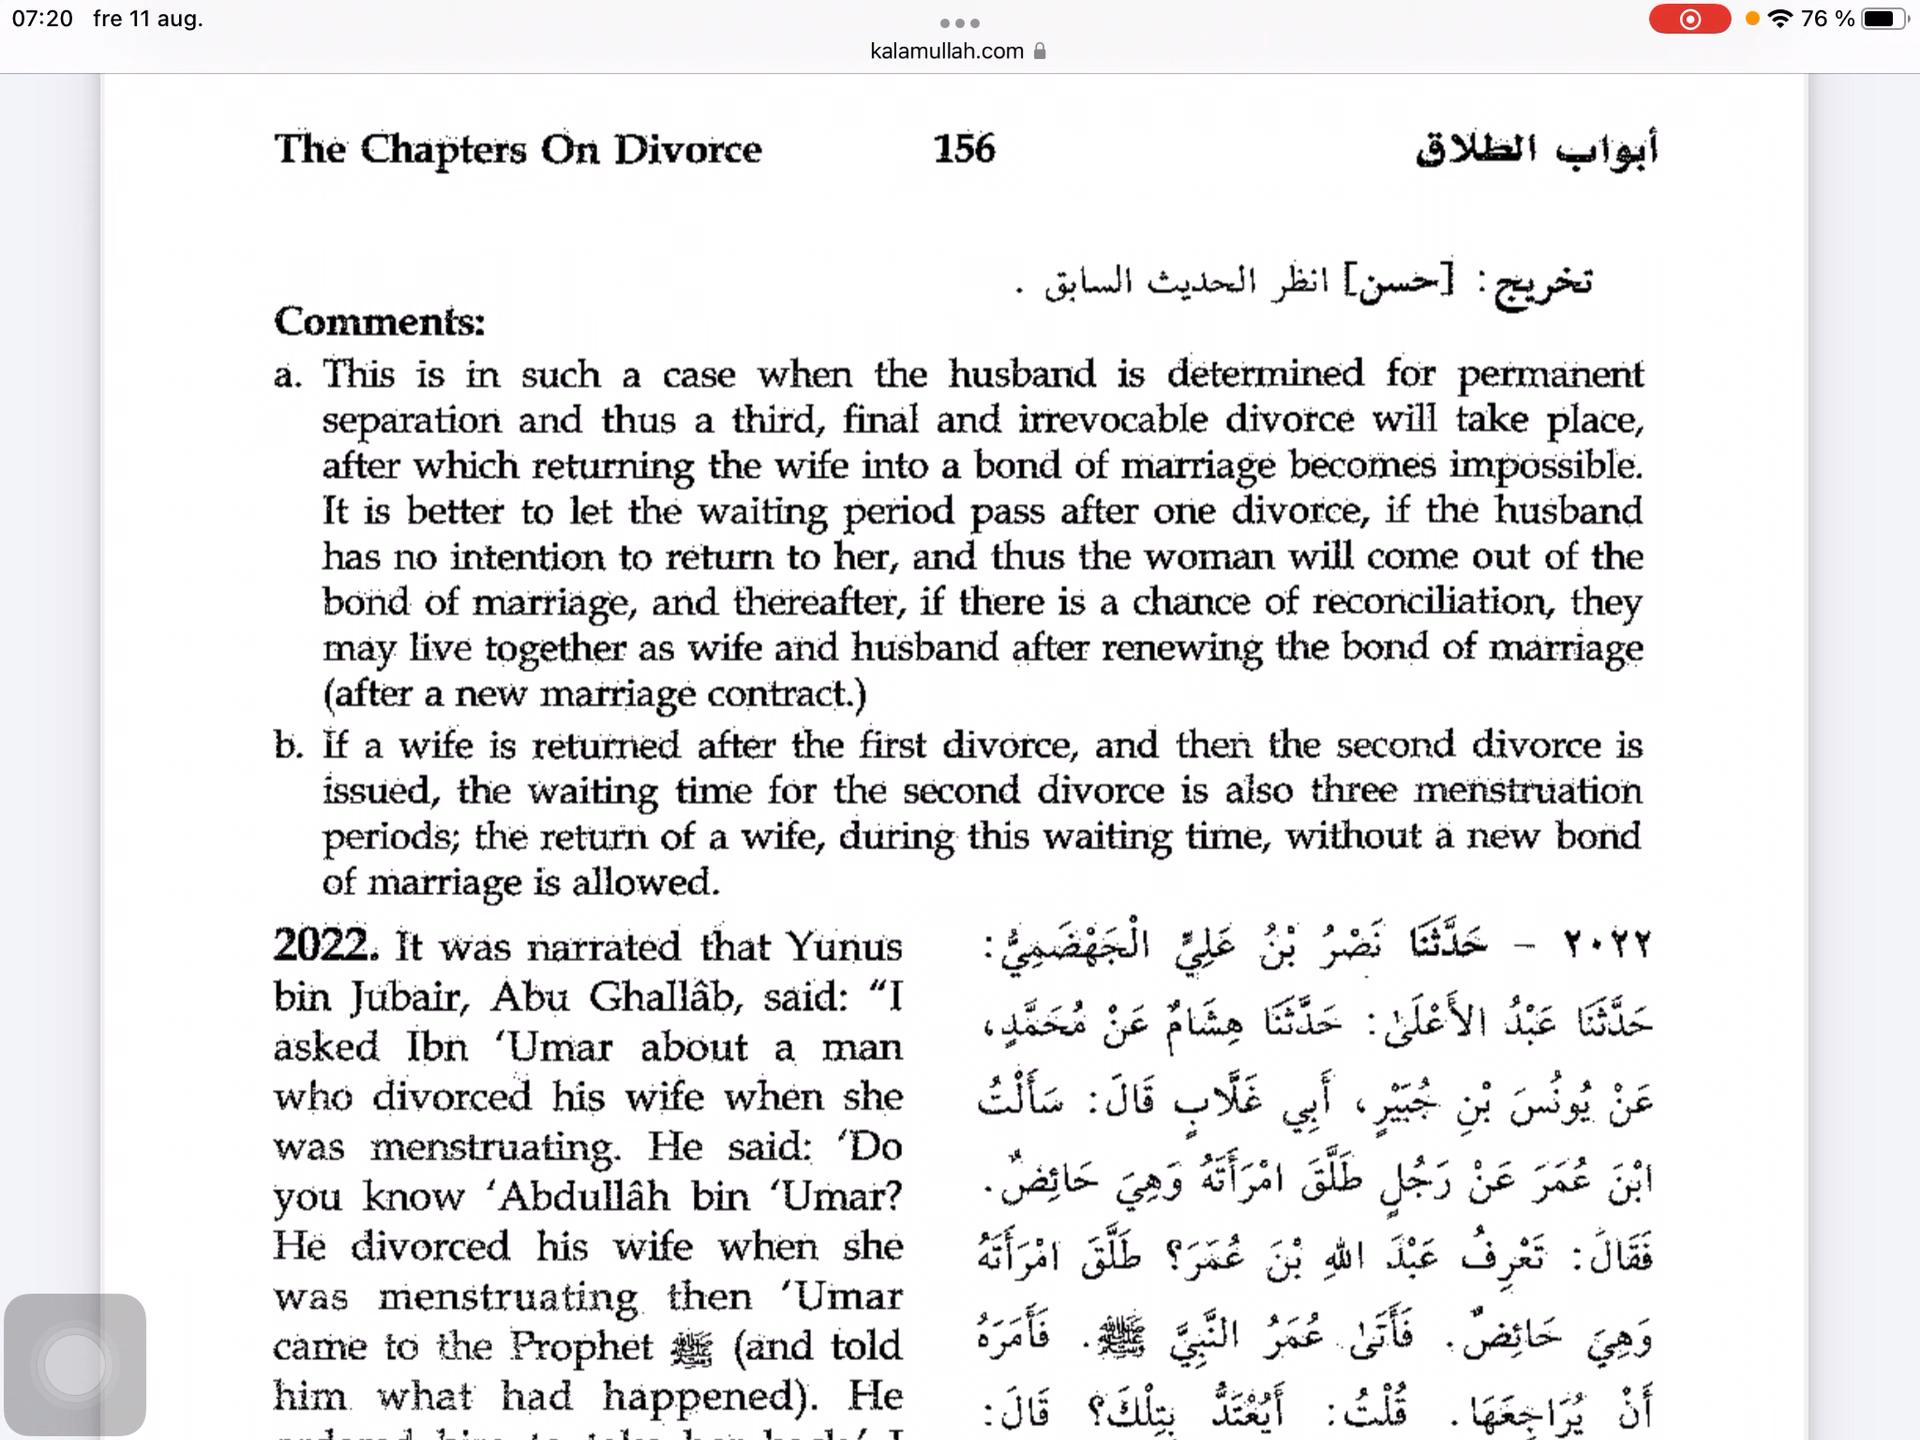 07:20 fre 11 aug.
76 %
kalamullah.com
The Chapters On Divorce 156 أبواب الطلاق
تخريج: [حسن] انظر الحديث السابق .
Comments:
a. This is in such a case when the husband is determined for permanent
separation and thus a third, final and irrevocable divorce will take place,
after which returning the wife into a bond of marriage becomes impossible.
It is better to let the waiting period pass after one divorce, if the husband
has no intention to return to her, and thus the woman will come out of the
bond of marriage, and thereafter, if there is a chance of reconciliation, they
may live together as wife and husband after renewing the bond of marriage
(after a new marriage contract.)
b. If a wife is returned after the first divorce, and then the second divorce is
issued, the waiting time for the second divorce is also three menstruation
periods; the return of a wife, during this waiting time, without a new bond
of marriage is allowed.
2022. It was narrated that Yunus
bin Jubair, Abu Ghallâb, said: “I
asked Ibn ‘Umar about a man
who divorced his wife when she
was menstruating. He said: ‘Do
you know ‘Abdullâh bin ‘Umar?
He divorced his wife when she
was menstruating then ‘Umar
came to the Prophet ﷺ (and told
him what had happened). He
٢٠٢٢ - حَدَّثَنَا نَصْرُ بْنُ عَلِيٍّ الْجَهْضَمِيُّ:
حَدَّثَنَا عَبْدُ الأَعْلَىٰ: حَدَّثَنَا هِشَامٌ عَنْ مُحَمَّدٍ،
عَنْ يُونُسَ بْنِ جُبَيْرٍ، أَبِي غَلَّابٍ قَالَ: سَأَلْتُ
ابْنَ عُمَرَ عَنْ رَجُلٍ طَلَّقَ امْرَأَتَهُ وَهِيَ حَائِضٌ.
فَقَالَ: تَعْرِفُ عَبْدَ اللهِ بْنَ عُمَرَ؟ طَلَّقَ امْرَأَتَهُ
وَهِيَ حَائِضٌ. فَأَتَىٰ عُمَرُ النَّبِيَّ ﷺ. فَأَمَرَهُ
أَنْ يُرَاجِعَهَا. قُلْتُ: أَيُعْتَدُّ بِتِلْكَ؟ قَالَ: